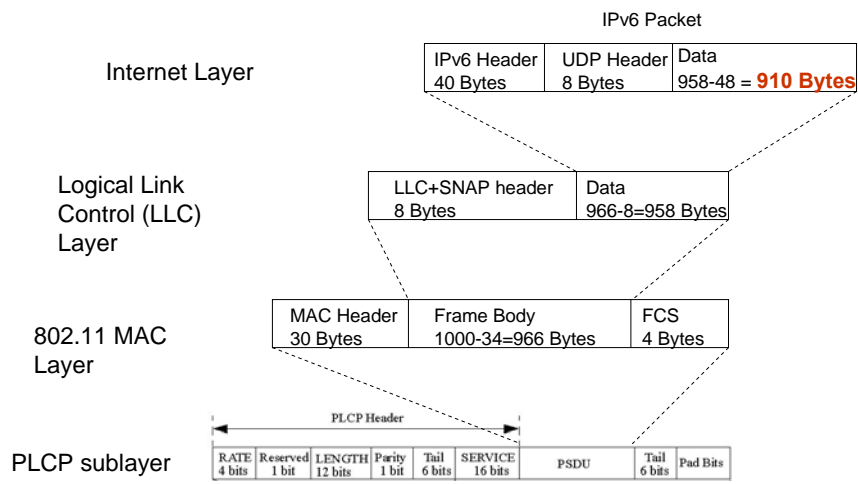 IPv6 Packet
Internet Layer
IPv6 Header
40 Bytes
UDP Header
8 Bytes
Data
958-48 = 910 Bytes
Logical Link
Control (LLC)
Layer
LLC+SNAP header
8 Bytes
Data
966-8=958 Bytes
802.11 MAC
Layer
MAC Header
30 Bytes
Frame Body
1000-34=966 Bytes
FCS
4 Bytes
PLCP Header
PLCP sublayer
RATE
4 bits
Reserved
1 bit
LENGTH
12 bits
Parity
1 bit
Tail
6 bits
SERVICE
16 bits
PSDU
Tail
6 bits
Pad Bits